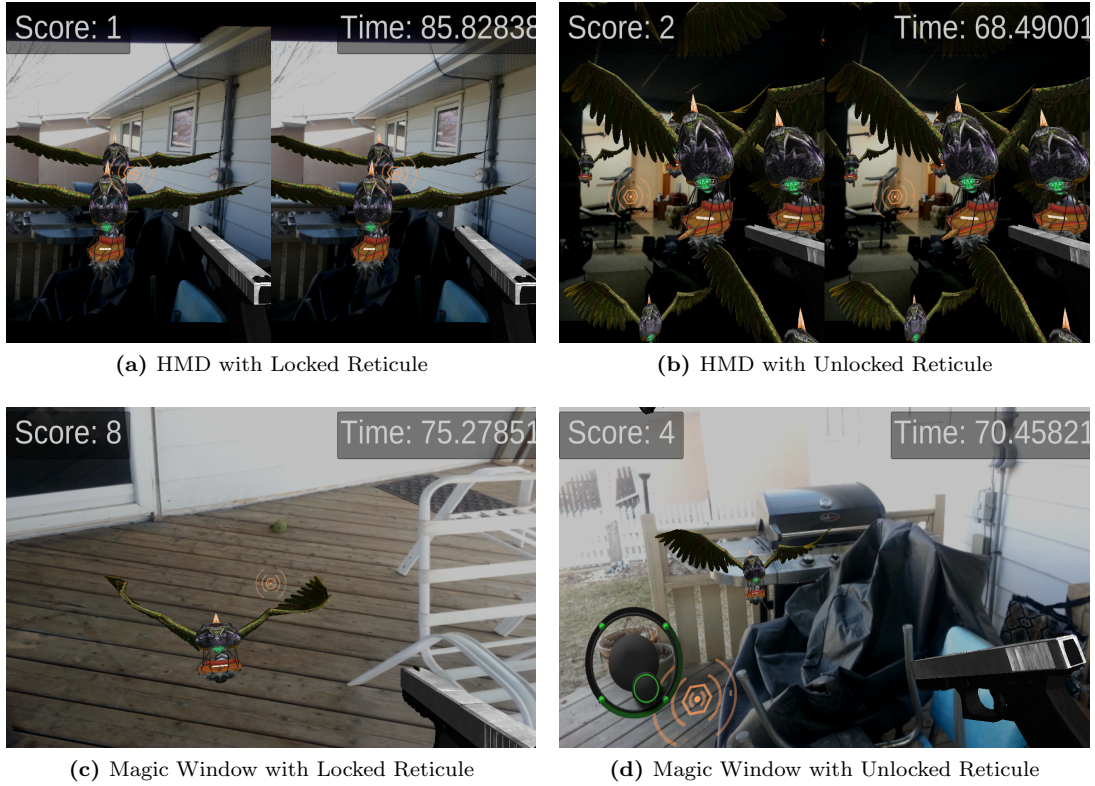 Score: 1
Time: 85.82838
Score: 2
Time: 68.49001
(a) HMD with Locked Reticule
(b) HMD with Unlocked Reticule
Score: 8
Time: 75.27851
Score: 4
Time: 70.45821
(c) Magic Window with Locked Reticule
(d) Magic Window with Unlocked Reticule